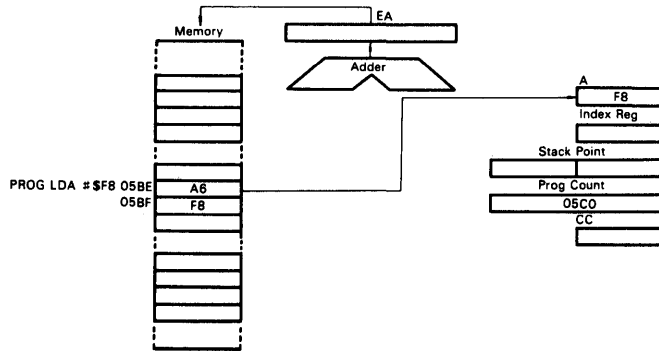 EA
Memory
Adder
A
F8
Index Reg
Stack Point
PROG LDA #$F8 05BE A6
05BF F8
Prog Count
05C0
CC